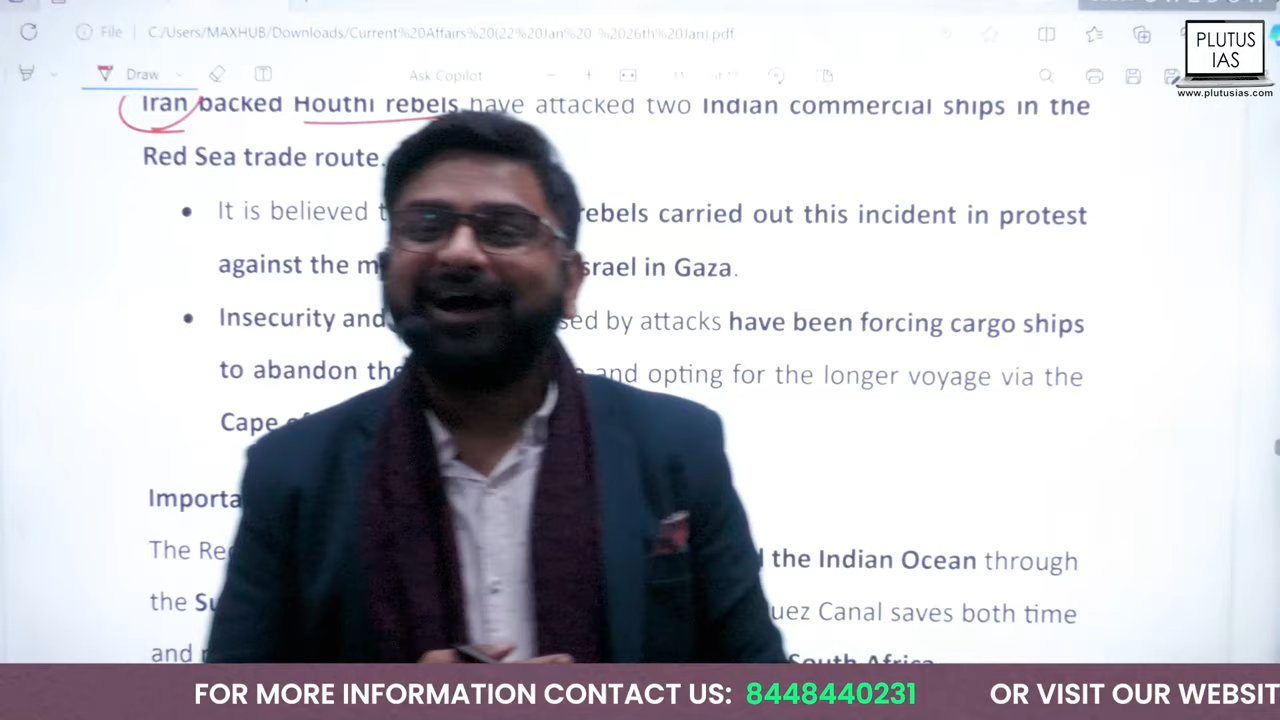 File C:/Users/MAXHUB/Downloads/Current%20Affairs%20(22%20Jan%20-%2026th%20Jan).pdf
PLUTUS
IAS
www.plutusias.com
Draw
Ask Copilot
Iran backed Houthi rebels have attacked two Indian commercial ships in the
Red Sea trade route.
It is believed rebels carried out this incident in protest
against the srael in Gaza.
Insecurity and sed by attacks have been forcing cargo ships
to abandon and opting for the longer voyage via the
Cape
Importa
The Re the Indian Ocean through
the Su uez Canal saves both time
and South Africa
FOR MORE INFORMATION CONTACT US: 8448440231 OR VISIT OUR WEBSIT